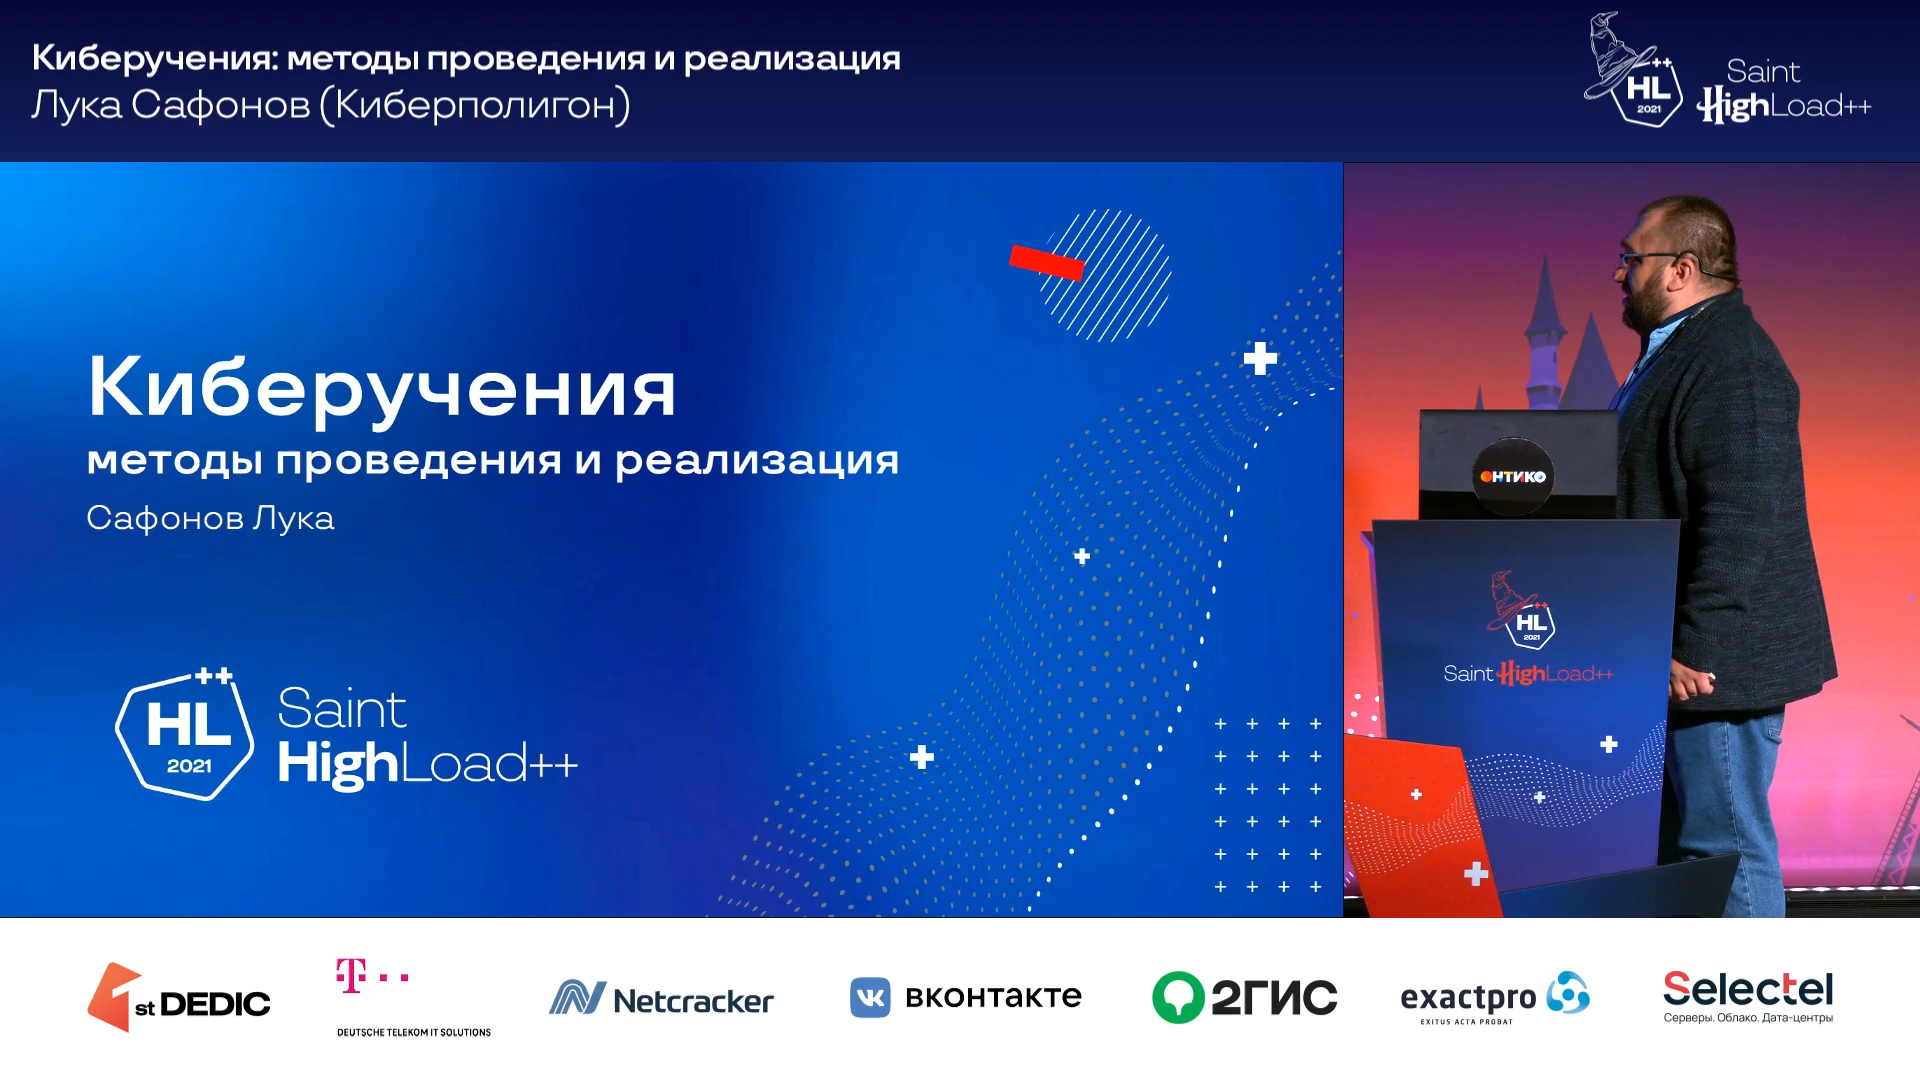 Киберучения: методы проведения и реализация
Лука Сафонов (Киберполигон)
HL++
2021
Saint
HighLoad++
Киберучения
методы проведения и реализация
Сафонов Лука
HL++
2021
Saint
HighLoad++
ОНТИКО
HL++
2021
Saint HighLoad++
1st DEDIC
T
DEUTSCHE TELEKOM IT SOLUTIONS
Netcracker
VK вконтакте
2ГИС
exactpro
EXITUS ACTA PROBAT
Selectel
Серверы. Облако. Дата-центры